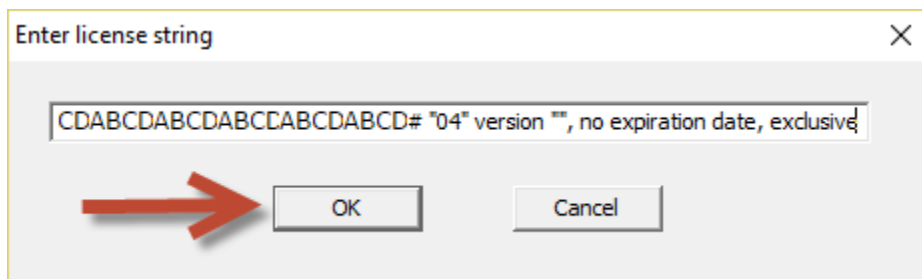 Enter license string
CDABCDABCDABCDABCDABCD# "04" version "", no expiration date, exclusive
OK Cancel